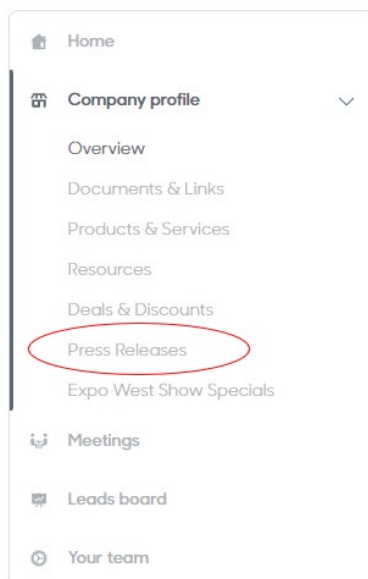 Home
Company profile
Overview
Documents & Links
Products & Services
Resources
Deals & Discounts
Press Releases
Expo West Show Specials
Meetings
Leads board
Your team